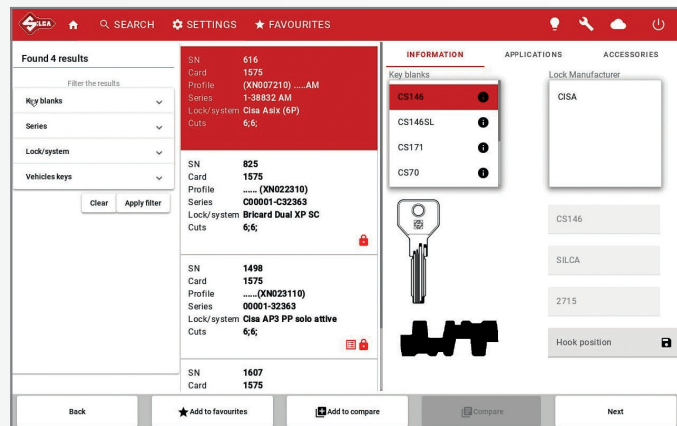 SILCA
SEARCH
SETTINGS
FAVOURITES
Found 4 results
Filter the results
Key blanks
Series
Lock/system
Vehicles keys
Clear
Apply filter
SN 616
Card 1575
Profile (XN007210) .....AM
Series 1-38832 AM
Lock/system Cisa Asix (6P)
Cuts 6;6;
SN 825
Card 1575
Profile ...... (XN022310)
Series C00001-C32363
Lock/system Bricard Dual XP SC
Cuts 6;6;
SN 1498
Card 1575
Profile ......(XN023110)
Series 00001-32363
Lock/system Cisa AP3 PP solo attive
Cuts 6;6;
SN 1607
Card 1575
INFORMATION
APPLICATIONS
ACCESSORIES
Key blanks
CS146
CS146SL
CS171
CS70
Lock Manufacturer
CISA
CS146
SILCA
2715
Hook position
Back
Add to favourites
Add to compare
Compare
Next